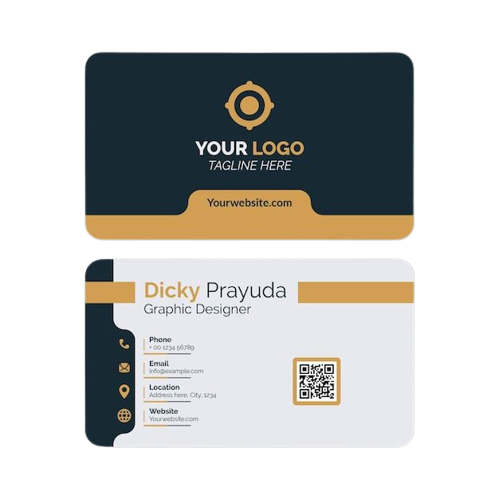 YOUR LOGO
TAGLINE HERE
Yourwebsite.com
Dicky Prayuda
Graphic Designer
Phone
+ 00 1234 56789
Email
info@example.com
Location
Address here, City, 1234
Website
Yourwebsite.com